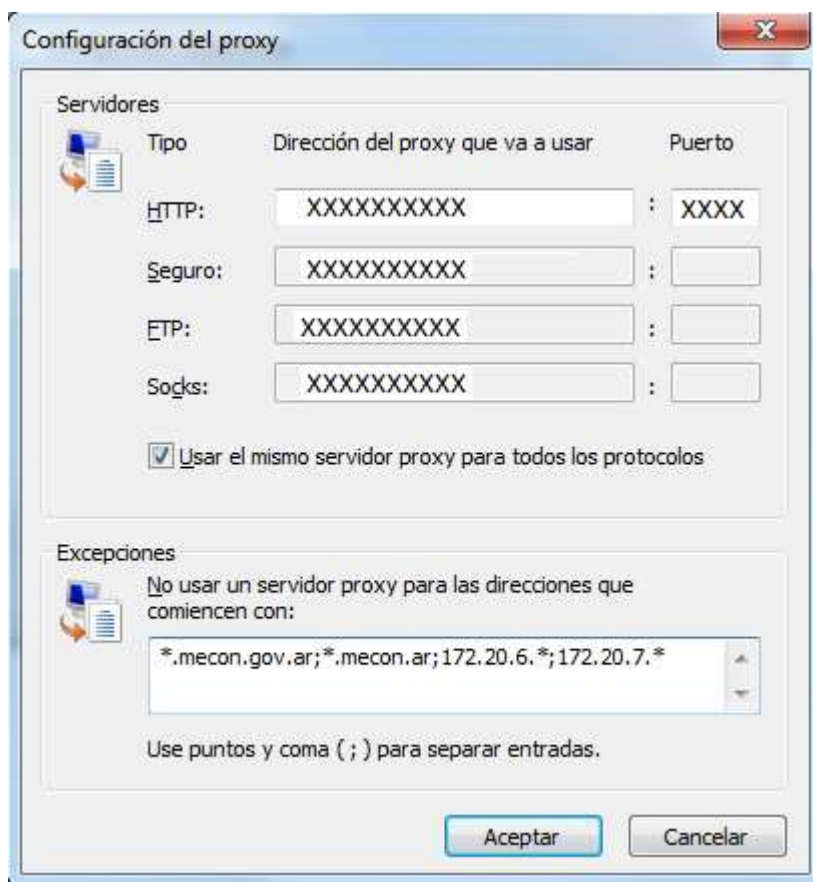 Configuración del proxy
Servidores
Tipo Dirección del proxy que va a usar Puerto
HTTP: XXXXXXXXXX : XXXX
Seguro: XXXXXXXXXX :
FTP: XXXXXXXXXX :
Socks: XXXXXXXXXX :
Usar el mismo servidor proxy para todos los protocolos
Excepciones
No usar un servidor proxy para las direcciones que
comiencen con:
*.mecon.gov.ar;*.mecon.ar;172.20.6.*;172.20.7.*
Use puntos y coma ( ; ) para separar entradas.
Aceptar Cancelar